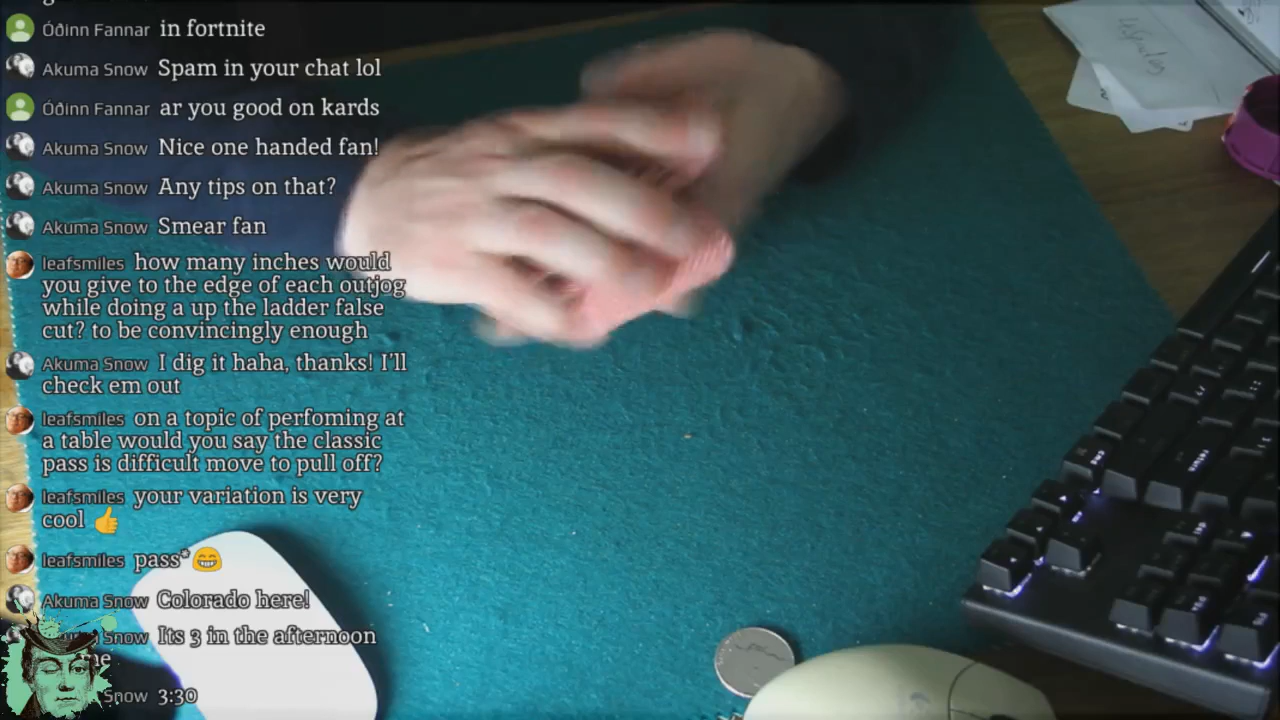 Óðinn Fannar in fortnite
Akuma Snow Spam in your chat lol
Óðinn Fannar ar you good on kards
Akuma Snow Nice one handed fan!
Akuma Snow Any tips on that?
Akuma Snow Smear fan
leafsmiles how many inches would
you give to the edge of each outjog
while doing a up the ladder false
cut? to be convincingly enough
Akuma Snow I dig it haha, thanks! I'll
check em out
leafsmiles on a topic of perfoming at
a table would you say the classic
pass is difficult move to pull off?
leafsmiles your variation is very
cool 👍
leafsmiles pass* 😁
Akuma Snow Colorado here!
Snow Its 3 in the afternoon
Snow 3:30